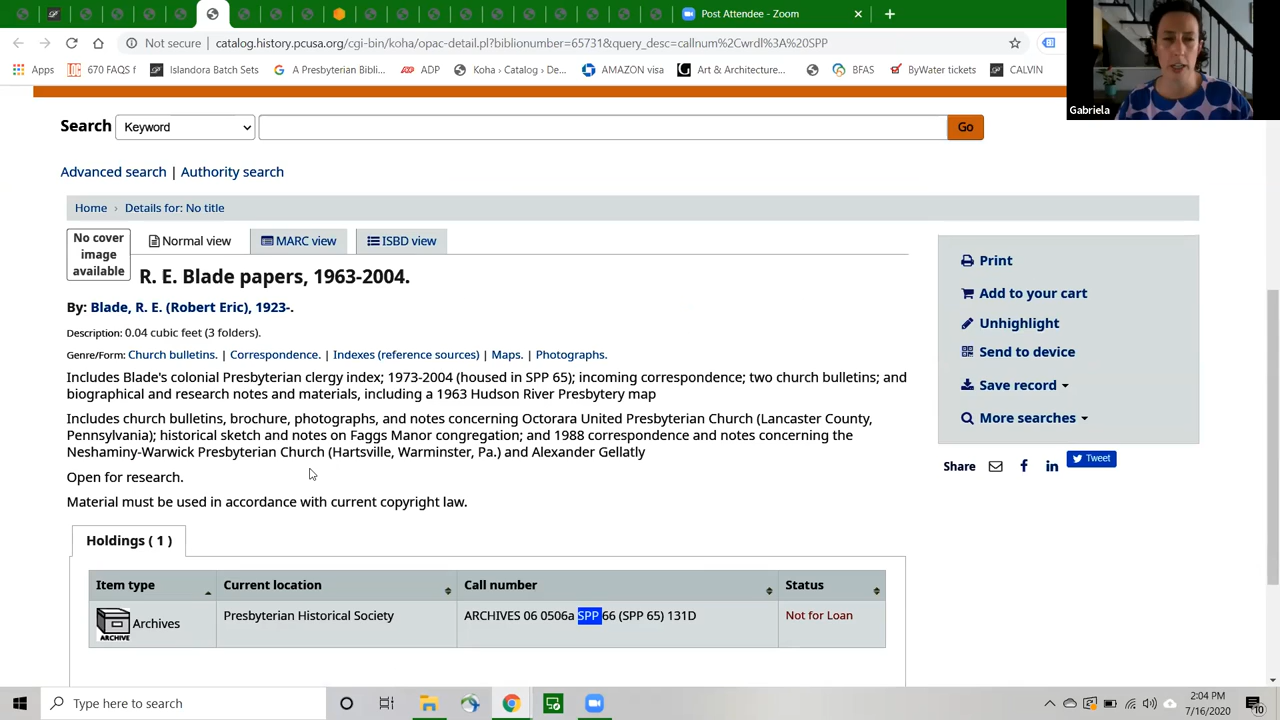 Post Attendee - Zoom
Not secure | catalog.history.pcusa.org/cgi-bin/koha/opac-detail.pl?biblionumber=65731&query_desc=callnum%2Cwrdl%3A%20SPP
Apps 670 FAQS f Islandora Batch Sets A Presbyterian Bibli... ADP Koha › Catalog › De... AMAZON visa Art & Architecture... BFAS ByWater tickets CALVIN
Gabriela
Search Keyword Go
Advanced search | Authority search
Home › Details for: No title
No cover image available
Normal view MARC view ISBD view
R. E. Blade papers, 1963-2004.
By: Blade, R. E. (Robert Eric), 1923-.
Description: 0.04 cubic feet (3 folders).
Genre/Form: Church bulletins. | Correspondence. | Indexes (reference sources) | Maps. | Photographs.
Includes Blade's colonial Presbyterian clergy index; 1973-2004 (housed in SPP 65); incoming correspondence; two church bulletins; and
biographical and research notes and materials, including a 1963 Hudson River Presbytery map
Includes church bulletins, brochure, photographs, and notes concerning Octorara United Presbyterian Church (Lancaster County,
Pennsylvania); historical sketch and notes on Faggs Manor congregation; and 1988 correspondence and notes concerning the
Neshaminy-Warwick Presbyterian Church (Hartsville, Warminster, Pa.) and Alexander Gellatly
Open for research.
Material must be used in accordance with current copyright law.
Print
Add to your cart
Unhighlight
Send to device
Save record
More searches
Share Tweet
Holdings ( 1 )
Item type Current location Call number Status
ARCHIVE Archives Presbyterian Historical Society ARCHIVES 06 0506a SPP 66 (SPP 65) 131D Not for Loan
Type here to search
2:04 PM
7/16/2020
10